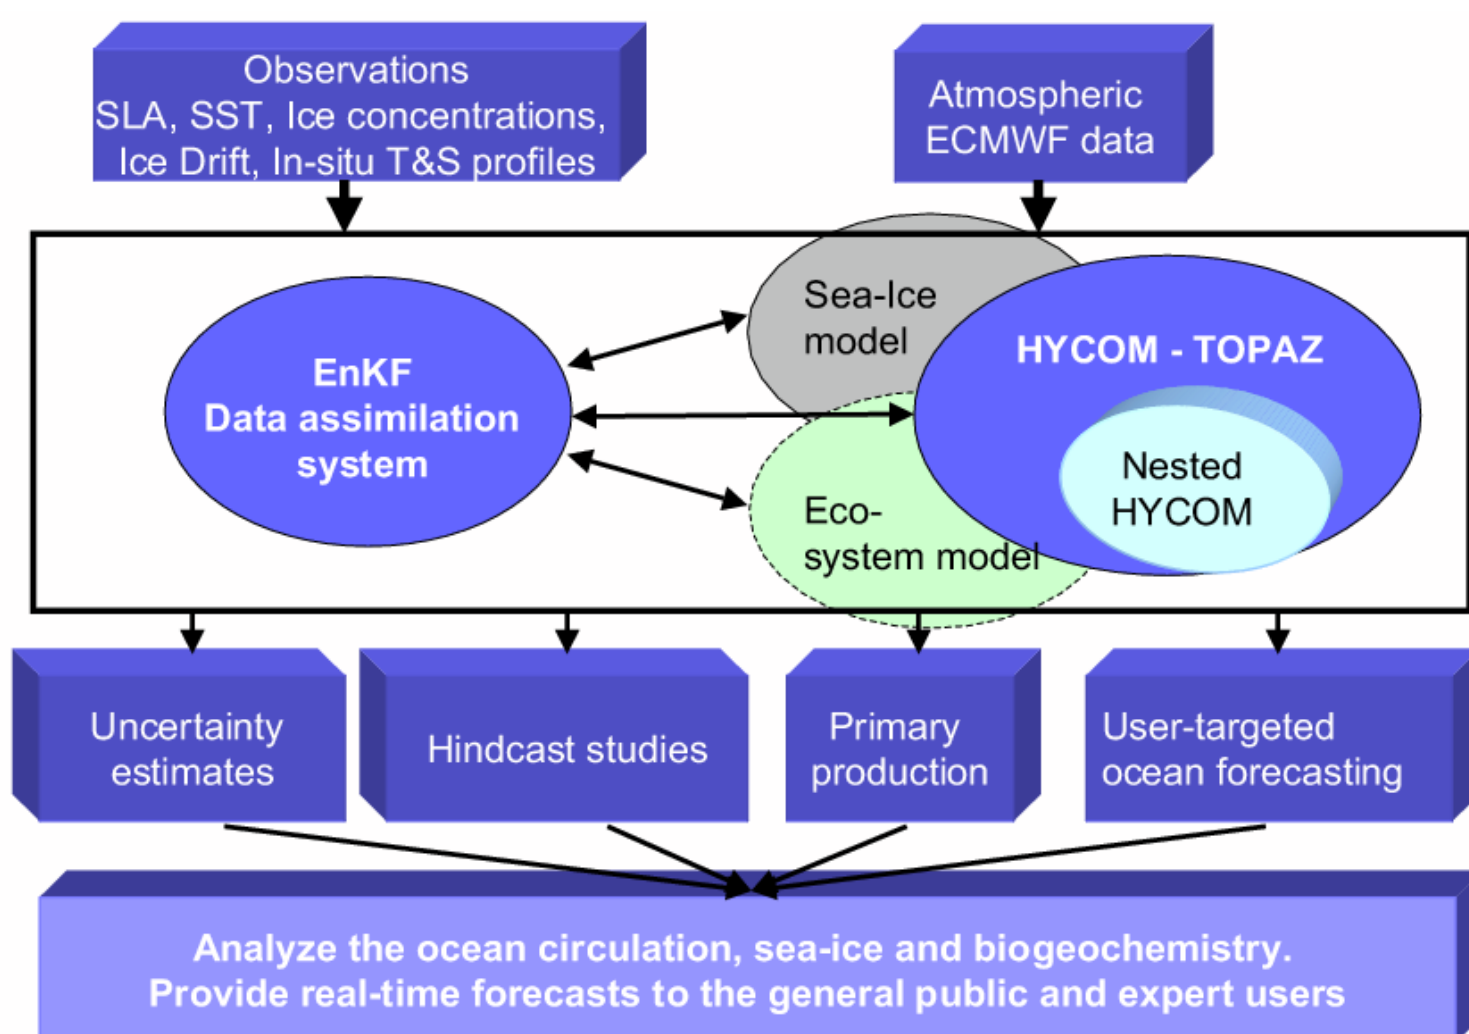 Observations
SLA, SST, Ice concentrations,
Ice Drift, In-situ T&S profiles
Atmospheric
ECMWF data
EnKF
Data assimilation
system
Sea-Ice
model
HYCOM - TOPAZ
Nested
HYCOM
Eco-
system model
Uncertainty
estimates
Hindcast studies
Primary
production
User-targeted
ocean forecasting
Analyze the ocean circulation, sea-ice and biogeochemistry.
Provide real-time forecasts to the general public and expert users